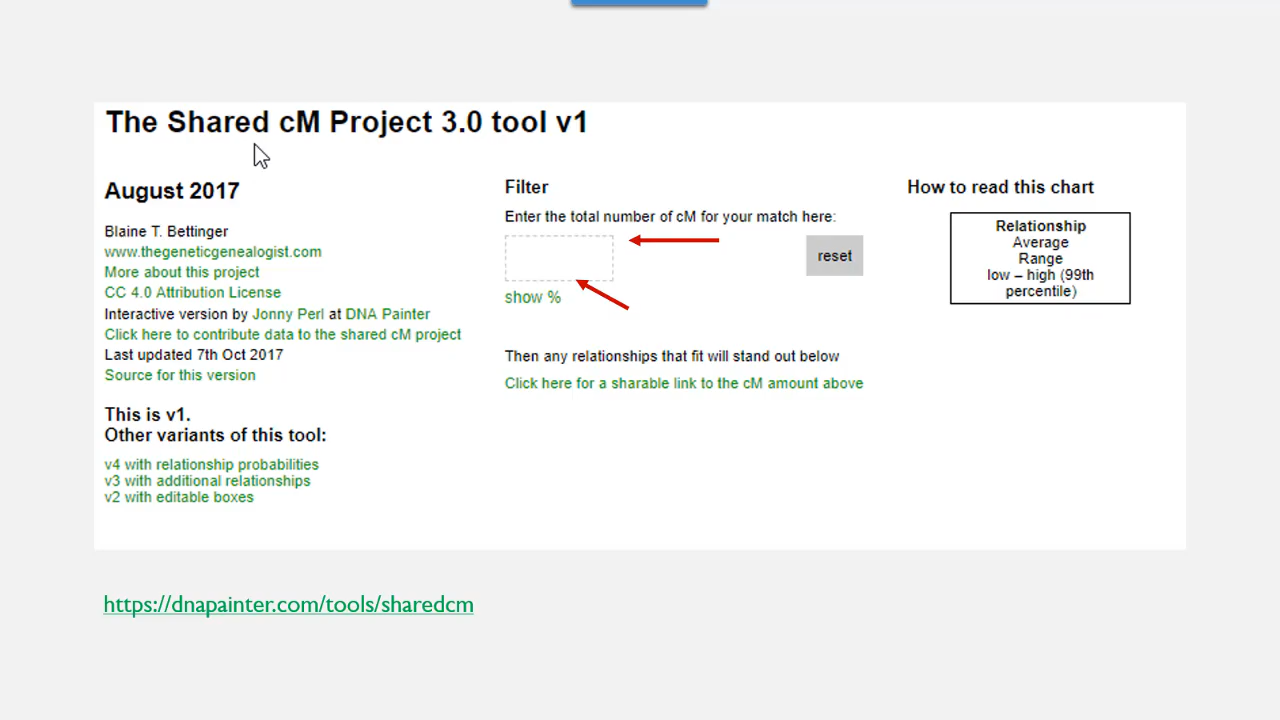 The Shared cM Project 3.0 tool v1
August 2017
Blaine T. Bettinger
www.thegeneticgenealogist.com
More about this project
CC 4.0 Attribution License
Interactive version by Jonny Perl at DNA Painter
Click here to contribute data to the shared cM project
Last updated 7th Oct 2017
Source for this version
This is v1.
Other variants of this tool:
v4 with relationship probabilities
v3 with additional relationships
v2 with editable boxes
Filter
Enter the total number of cM for your match here:
reset
show %
Then any relationships that fit will stand out below
Click here for a sharable link to the cM amount above
How to read this chart
Relationship
Average
Range
low – high (99th
percentile)
https://dnapainter.com/tools/sharedcm